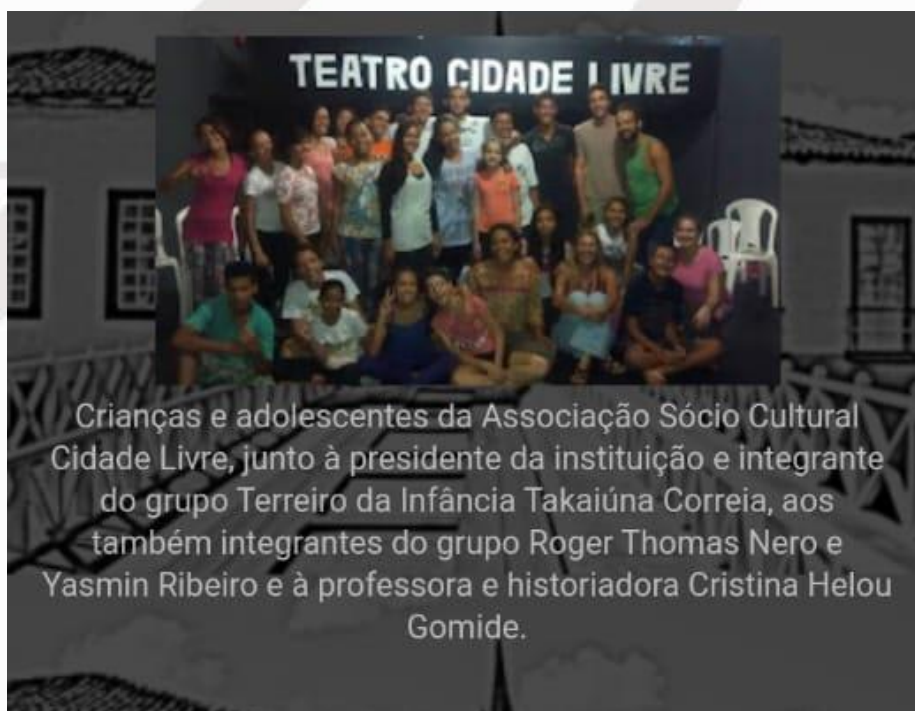 TEATRO CIDADE LIVRE
Crianças e adolescentes da Associação Sócio Cultural
Cidade Livre, junto à presidente da instituição e integrante
do grupo Terreiro da Infância Takaiúna Correia, aos
também integrantes do grupo Roger Thomas Nero e
Yasmin Ribeiro e à professora e historiadora Cristina Helou
Gomide.